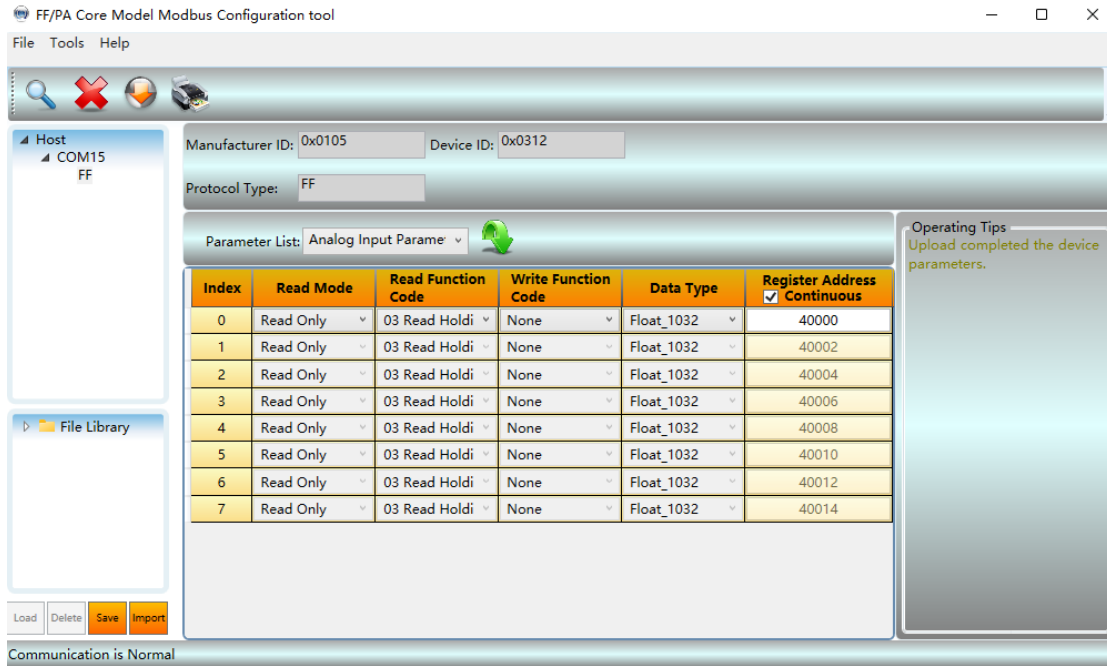 FF/PA Core Model Modbus Configuration tool
File Tools Help
Host
COM15
FF
Manufacturer ID: 0x0105 Device ID: 0x0312
Protocol Type: FF
Parameter List: Analog Input Parame
Operating Tips
Upload completed the device
parameters.
Index Read Mode Read Function Code Write Function Code Data Type Register Address Continuous
0 Read Only 03 Read Holdi None Float_1032 40000
1 Read Only 03 Read Holdi None Float_1032 40002
2 Read Only 03 Read Holdi None Float_1032 40004
3 Read Only 03 Read Holdi None Float_1032 40006
4 Read Only 03 Read Holdi None Float_1032 40008
5 Read Only 03 Read Holdi None Float_1032 40010
6 Read Only 03 Read Holdi None Float_1032 40012
7 Read Only 03 Read Holdi None Float_1032 40014
File Library
Load Delete Save Import
Communication is Normal